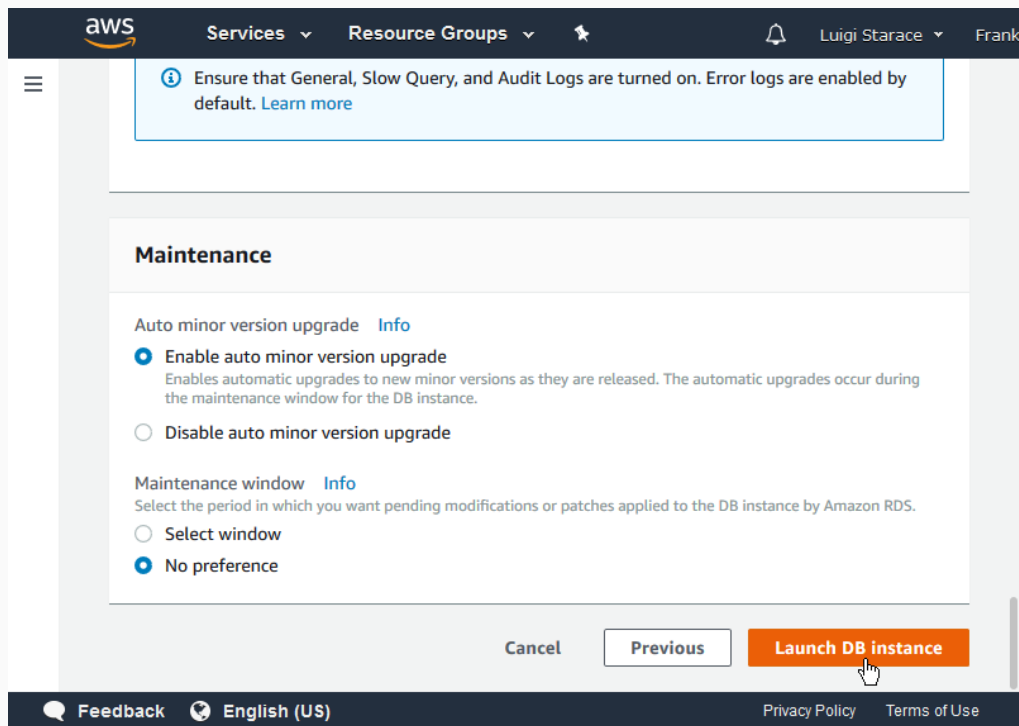 aws Services Resource Groups Luigi Starace Frank
Ensure that General, Slow Query, and Audit Logs are turned on. Error logs are enabled by
default. Learn more
Maintenance
Auto minor version upgrade Info
Enable auto minor version upgrade
Enables automatic upgrades to new minor versions as they are released. The automatic upgrades occur during
the maintenance window for the DB instance.
Disable auto minor version upgrade
Maintenance window Info
Select the period in which you want pending modifications or patches applied to the DB instance by Amazon RDS.
Select window
No preference
Cancel Previous Launch DB instance
Feedback English (US) Privacy Policy Terms of Use